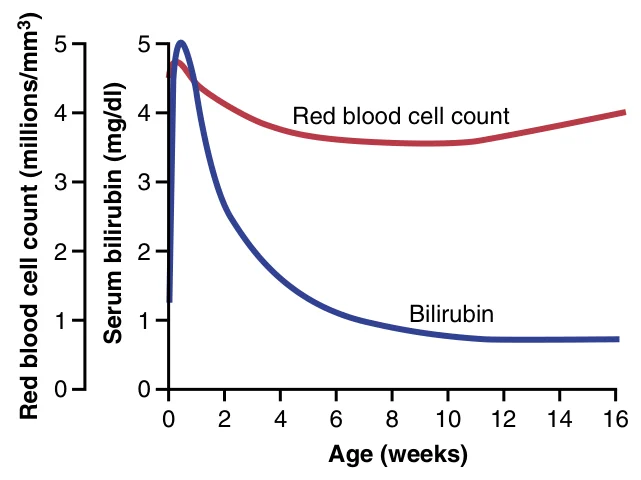 Red blood cell count (millions/mm³)
5
4
3
2
1
0
Serum bilirubin (mg/dl)
5
4
3
2
1
0
Red blood cell count
Bilirubin
0 2 4 6 8 10 12 14 16
Age (weeks)